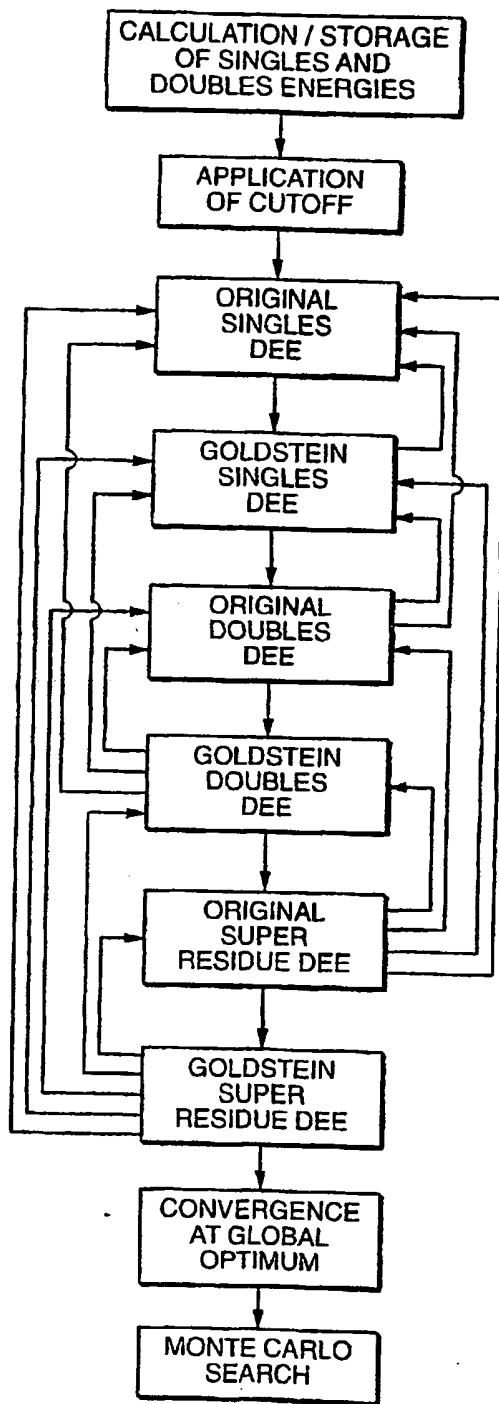 CALCULATION / STORAGE
OF SINGLES AND
DOUBLES ENERGIES
APPLICATION
OF CUTOFF
ORIGINAL
SINGLES
DEE
GOLDSTEIN
SINGLES
DEE
ORIGINAL
DOUBLES
DEE
GOLDSTEIN
DOUBLES
DEE
ORIGINAL
SUPER
RESIDUE DEE
GOLDSTEIN
SUPER
RESIDUE DEE
CONVERGENCE
AT GLOBAL
OPTIMUM
MONTE CARLO
SEARCH